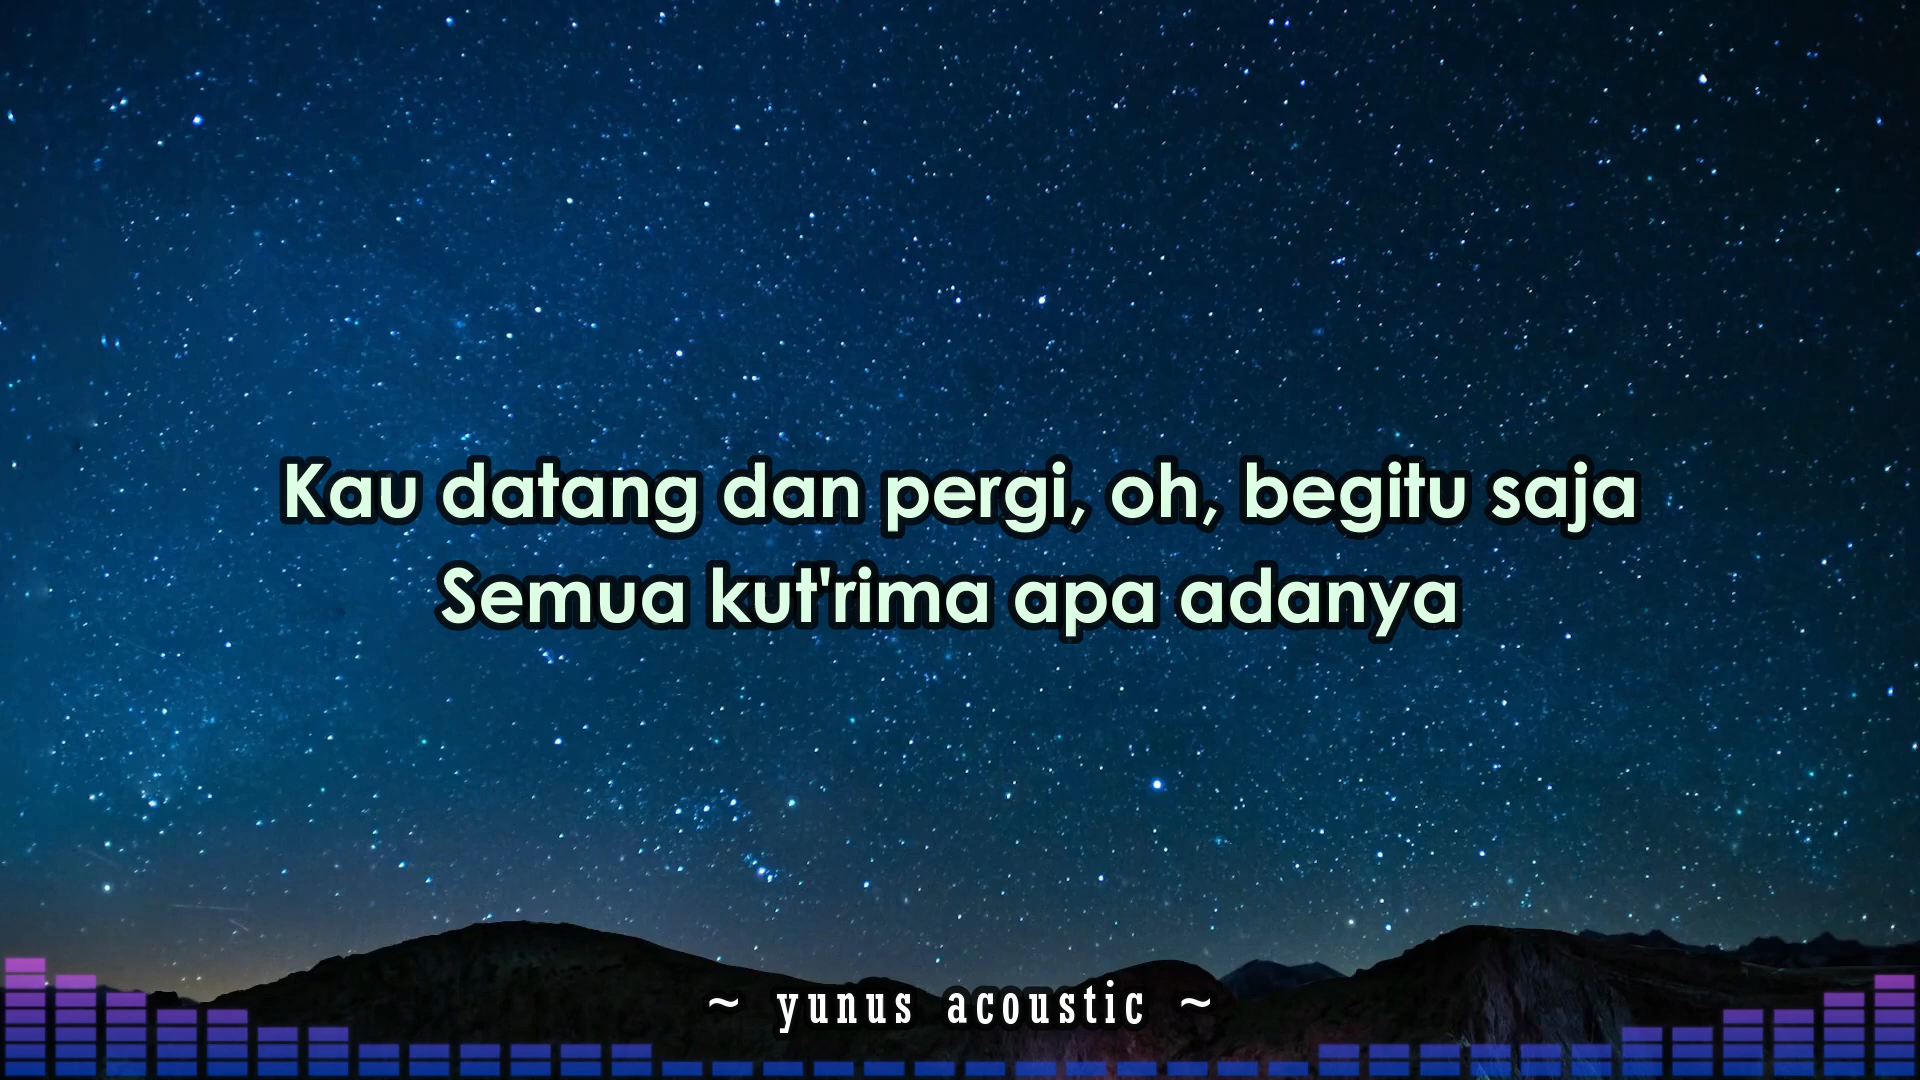 Kau datang dan pergi, oh, begitu saja
Semua kut'rima apa adanya
~ yunus acoustic ~